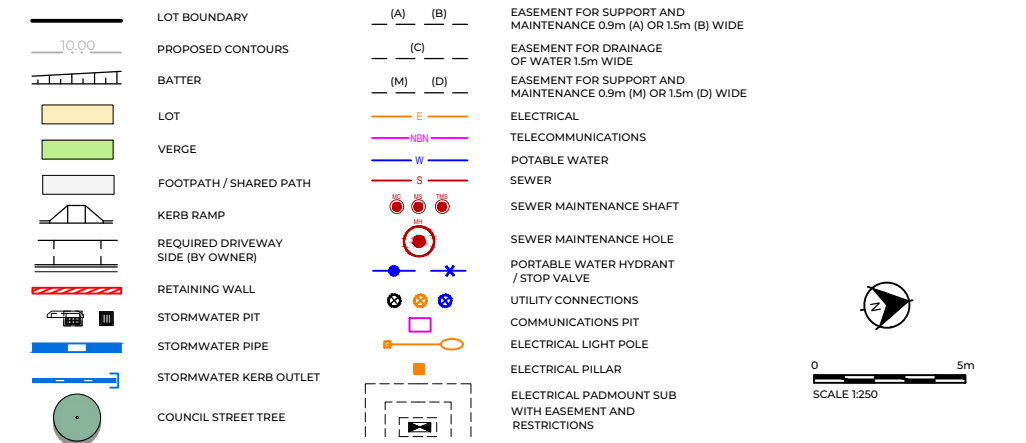 LOT BOUNDARY
10.00
PROPOSED CONTOURS
BATTER
LOT
VERGE
FOOTPATH / SHARED PATH
KERB RAMP
REQUIRED DRIVEWAY
SIDE (BY OWNER)
RETAINING WALL
STORMWATER PIT
STORMWATER PIPE
STORMWATER KERB OUTLET
COUNCIL STREET TREE
(A) (B)
EASEMENT FOR SUPPORT AND
MAINTENANCE 0.9m (A) OR 1.5m (B) WIDE
(C)
EASEMENT FOR DRAINAGE
OF WATER 1.5m WIDE
(M) (D)
EASEMENT FOR SUPPORT AND
MAINTENANCE 0.9m (M) OR 1.5m (D) WIDE
E
ELECTRICAL
NBN
TELECOMMUNICATIONS
W
POTABLE WATER
S
SEWER
MC MS TMS
SEWER MAINTENANCE SHAFT
MH
SEWER MAINTENANCE HOLE
PORTABLE WATER HYDRANT
/ STOP VALVE
UTILITY CONNECTIONS
COMMUNICATIONS PIT
ELECTRICAL LIGHT POLE
ELECTRICAL PILLAR
ELECTRICAL PADMOUNT SUB
WITH EASEMENT AND
RESTRICTIONS
N
0 5m
SCALE 1:250